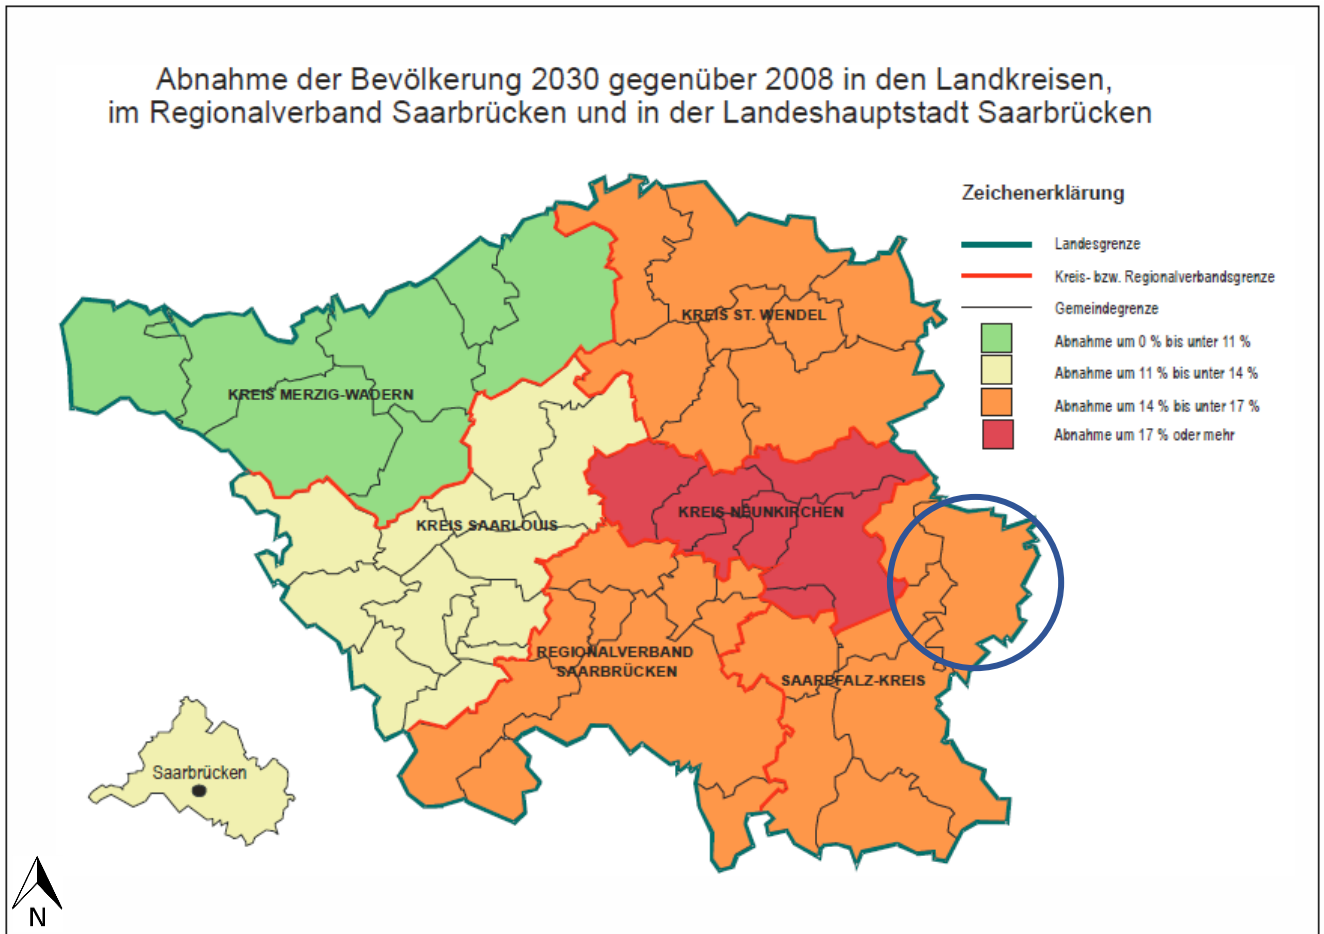 Abnahme der Bevölkerung 2030 gegenüber 2008 in den Landkreisen,
im Regionalverband Saarbrücken und in der Landeshauptstadt Saarbrücken
Zeichenerklärung
Landesgrenze
Kreis- bzw. Regionalverbandsgrenze
Gemeindegrenze
Abnahme um 0 % bis unter 11 %
Abnahme um 11 % bis unter 14 %
Abnahme um 14 % bis unter 17 %
Abnahme um 17 % oder mehr
KREIS ST. WENDEL
KREIS MERZIG-WADERN
KREIS SAARLOUIS
KREIS NEUNKIRCHEN
REGIONALVERBAND
SAARBRÜCKEN
SAARPFALZ-KREIS
Saarbrücken
N